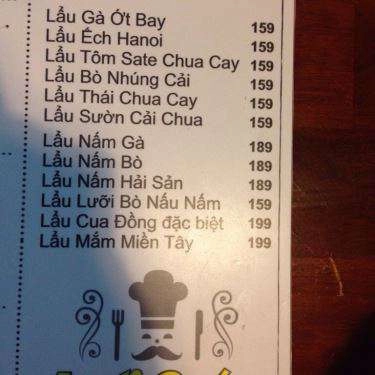 Lẩu Gà Ớt Bay 159
Lẩu Ếch Hanoi 159
Lẩu Tôm Sate Chua Cay 159
Lẩu Bò Nhúng Cải 159
Lẩu Thái Chua Cay 159
Lẩu Sườn Cải Chua 159
Lẩu Nấm Gà 189
Lẩu Nấm Bò 189
Lẩu Nấm Hải Sản 189
Lẩu Lưỡi Bò Nấu Nấm 159
Lẩu Cua Đồng đặc biệt 199
Lẩu Mắm Miền Tây 199